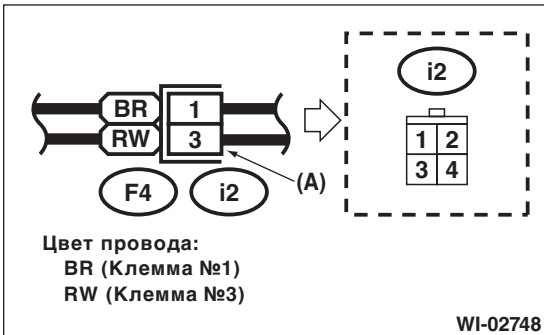 i2
BR 1
RW 3
1 2
3 4
F4 i2 (A)
Цвет провода:
BR (Клемма №1)
RW (Клемма №3)
WI-02748